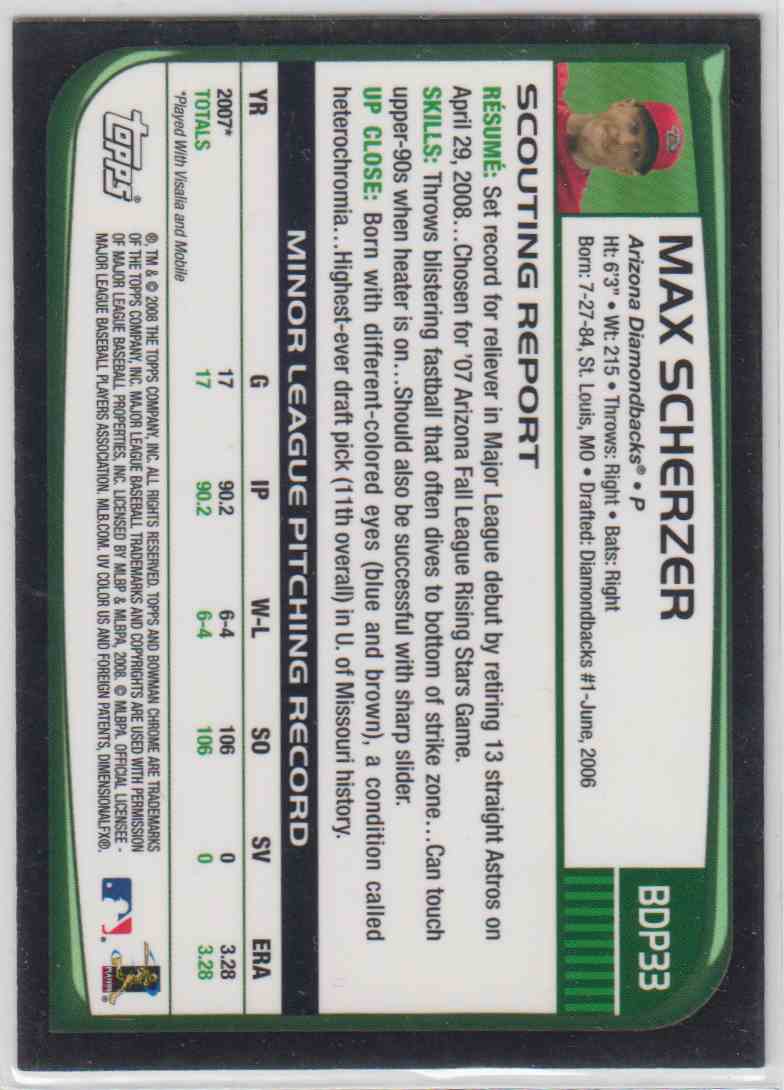 MAX SCHERZER
BDP33
Arizona Diamondbacks® • P
Ht: 6'3" • Wt: 215 • Throws: Right • Bats: Right
Born: 7-27-84, St. Louis, MO • Drafted: Diamondbacks #1-June, 2006
SCOUTING REPORT
RÉSUMÉ: Set record for reliever in Major League debut by retiring 13 straight Astros on
April 29, 2008...Chosen for '07 Arizona Fall League Rising Stars Game.
SKILLS: Throws blistering fastball that often dives to bottom of strike zone...Can touch
upper-90s when heater is on...Should also be successful with sharp slider.
UP CLOSE: Born with different-colored eyes (blue and brown), a condition called
heterochromia...Highest-ever draft pick (11th overall) in U. of Missouri history.
MINOR LEAGUE PITCHING RECORD
YR G IP W-L SO SV ERA
2007* 17 90.2 6-4 106 0 3.28
TOTALS 17 90.2 6-4 106 0 3.28
*Played With Visalia and Mobile
Topps®
®, TM & © 2008 THE TOPPS COMPANY, INC. ALL RIGHTS RESERVED. TOPPS AND BOWMAN CHROME ARE TRADEMARKS
OF THE TOPPS COMPANY, INC. MAJOR LEAGUE BASEBALL TRADEMARKS AND COPYRIGHTS ARE USED WITH PERMISSION
OF MAJOR LEAGUE BASEBALL PROPERTIES, INC. LICENSED BY MLBP & MLBPA, 2008. © MLBPA. OFFICIAL LICENSEE -
MAJOR LEAGUE BASEBALL PLAYERS ASSOCIATION. MLB.COM. UV COLOR US AND FOREIGN PATENTS, DIMENSIONALFX®.